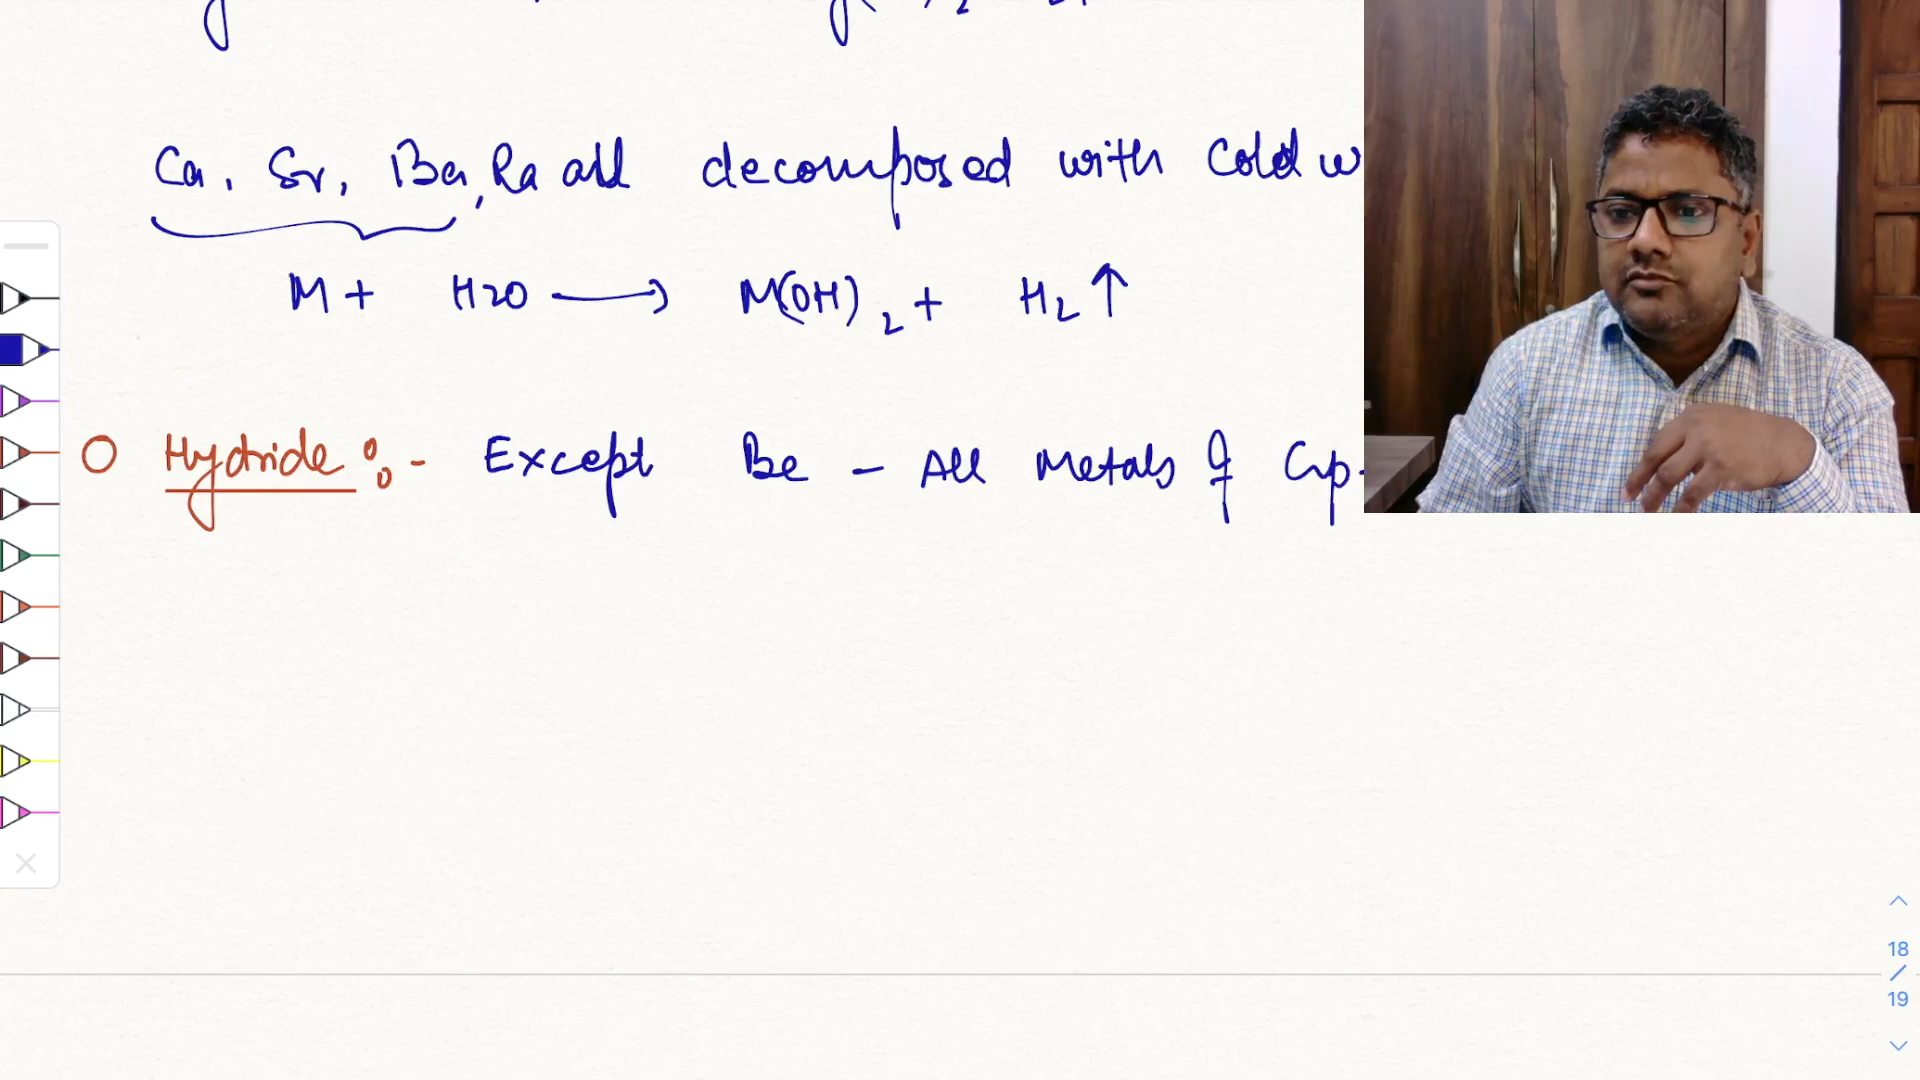 Ca, Sr, Ba, Ra all decomposed with Cold w
M + H2O ⟶ M(OH)2 + H2 ↑
O Hydride :- Except Be - All Metals of Grp.
18
/
19